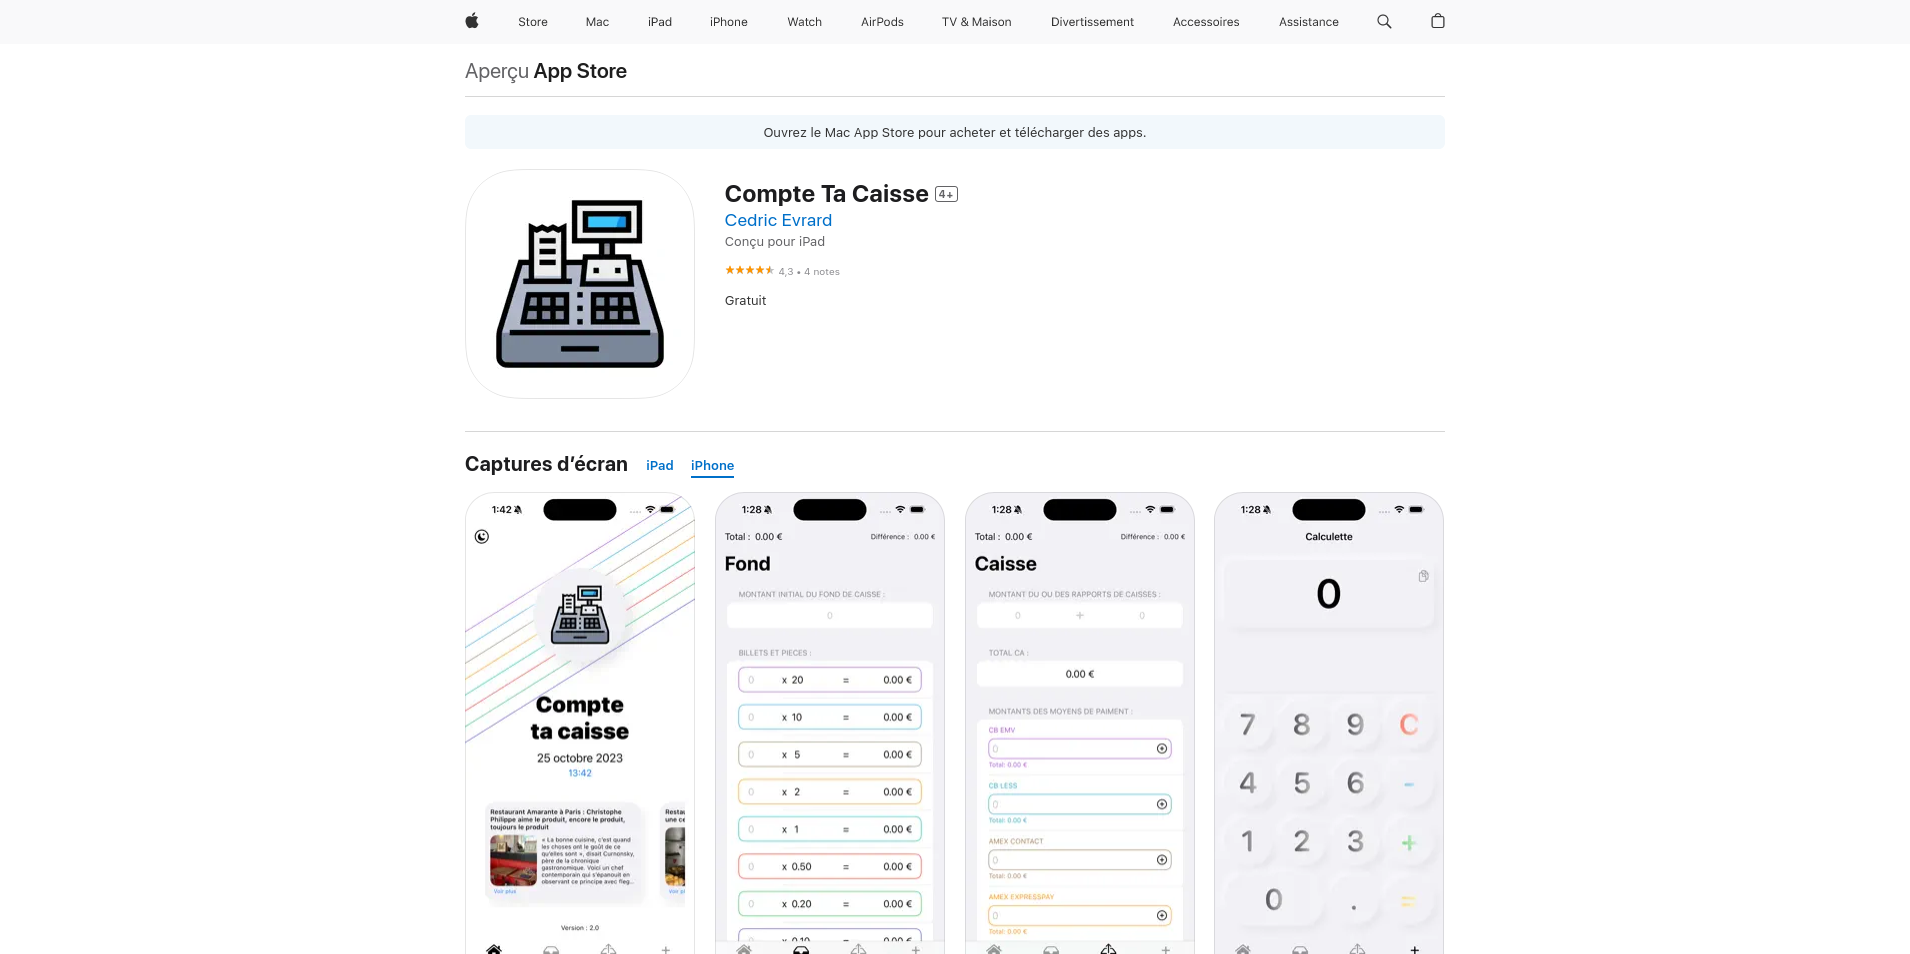 Store Mac iPad iPhone Watch AirPods TV & Maison Divertissement Accessoires Assistance
Aperçu App Store
Ouvrez le Mac App Store pour acheter et télécharger des apps.
Compte Ta Caisse 4+
Cedric Evrard
Conçu pour iPad
4,3 • 4 notes
Gratuit
Captures d’écran iPad iPhone
1:42
Compte
ta caisse
25 octobre 2023
13:42
Restaurant Amarante à Paris : Christophe
Philippe aime le produit, encore le produit,
toujours le produit
« La bonne cuisine, c'est quand
les choses ont le goût de ce
qu'elles sont », disait Curnonsky,
père de la chronique
gastronomique. Voici un chef
contemporain qui s'épanouit en
observant ce principe avec fleg...
Voir plus
Resta
une ce
Voir pl
Version : 2.0
1:28
Total : 0.00 €
Différence : 0.00 €
Fond
MONTANT INITIAL DU FOND DE CAISSE :
0
BILLETS ET PIECES :
0 x 20 = 0.00 €
0 x 10 = 0.00 €
0 x 5 = 0.00 €
0 x 2 = 0.00 €
0 x 1 = 0.00 €
0 x 0.50 = 0.00 €
0 x 0.20 = 0.00 €
0 x 0.10 = 0.00 €
1:28
Total : 0.00 €
Différence : 0.00 €
Caisse
MONTANT DU OU DES RAPPORTS DE CAISSES :
0 + 0
TOTAL CA :
0.00 €
MONTANTS DES MOYENS DE PAIMENT :
CB EMV
0
Total: 0.00 €
CB LESS
0
Total: 0.00 €
AMEX CONTACT
0
Total: 0.00 €
AMEX EXPRESSPAY
0
Total: 0.00 €
1:28
Calculette
0
7 8 9 C
4 5 6 -
1 2 3 +
0 . =